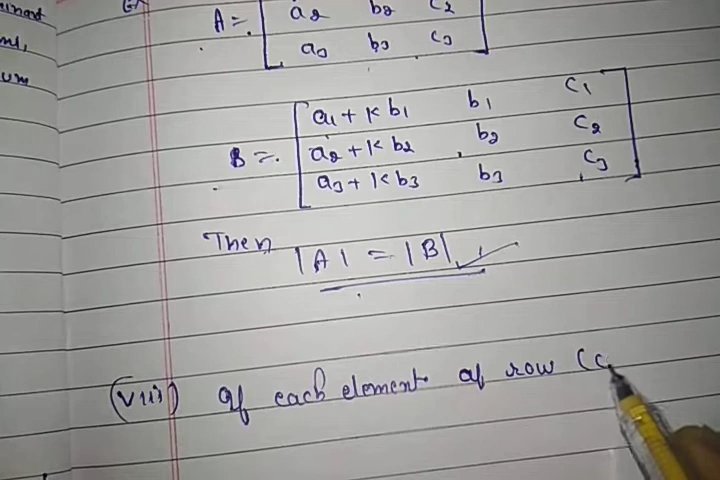 A =
a2 b2 c2
a3 b3 c3
B =
a1 + K b1 b1 c1
a2 + K b2 b2 c2
a3 + K b3 b3 c3
Then |A| = |B|
(viii) If each element of row (c